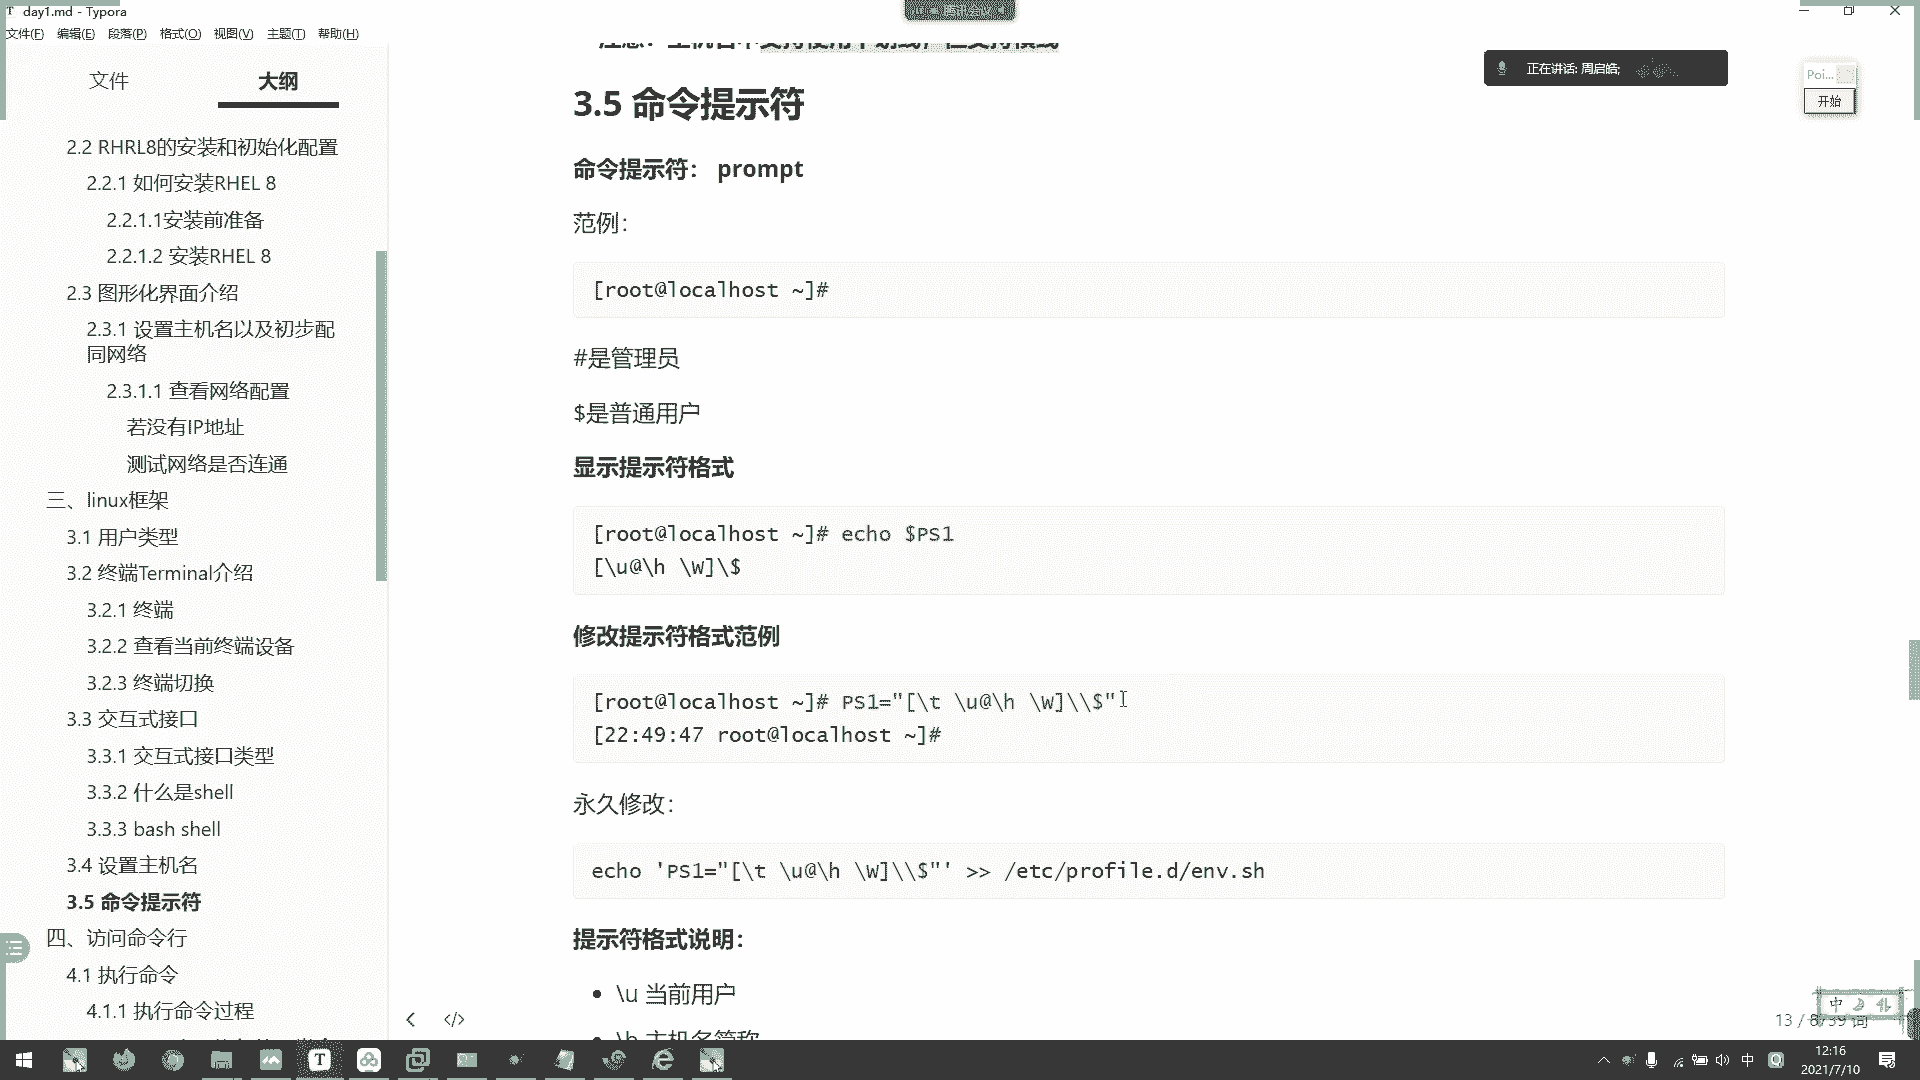 day1.md - Typora
文件(F) 编辑(E) 段落(P) 格式(O) 视图(V) 主题(T) 帮助(H)
文件 大纲
2.2 RHRL8的安装和初始化配置
2.2.1 如何安装RHEL 8
2.2.1.1安装前准备
2.2.1.2 安装RHEL 8
2.3 图形化界面介绍
2.3.1 设置主机名以及初步配
同网络
2.3.1.1 查看网络配置
若没有IP地址
测试网络是否连通
三、linux框架
3.1 用户类型
3.2 终端Terminal介绍
3.2.1 终端
3.2.2 查看当前终端设备
3.2.3 终端切换
3.3 交互式接口
3.3.1 交互式接口类型
3.3.2 什么是shell
3.3.3 bash shell
3.4 设置主机名
3.5 命令提示符
四、访问命令行
4.1 执行命令
4.1.1 执行命令过程
正在讲话: 周启皓;
Poi...
开始
3.5 命令提示符
命令提示符： prompt
范例：
[root@localhost ~]#
#是管理员
$是普通用户
显示提示符格式
[root@localhost ~]# echo $PS1
[\u@\h \W]\$
修改提示符格式范例
[root@localhost ~]# PS1="[\t \u@\h \W]\\$"
[22:49:47 root@localhost ~]#
永久修改：
echo 'PS1="[\t \u@\h \W]\\$"' >> /etc/profile.d/env.sh
提示符格式说明：
\u 当前用户
\h 主机名简称
13 / 8739 词
中
中
12:16
2021/7/10